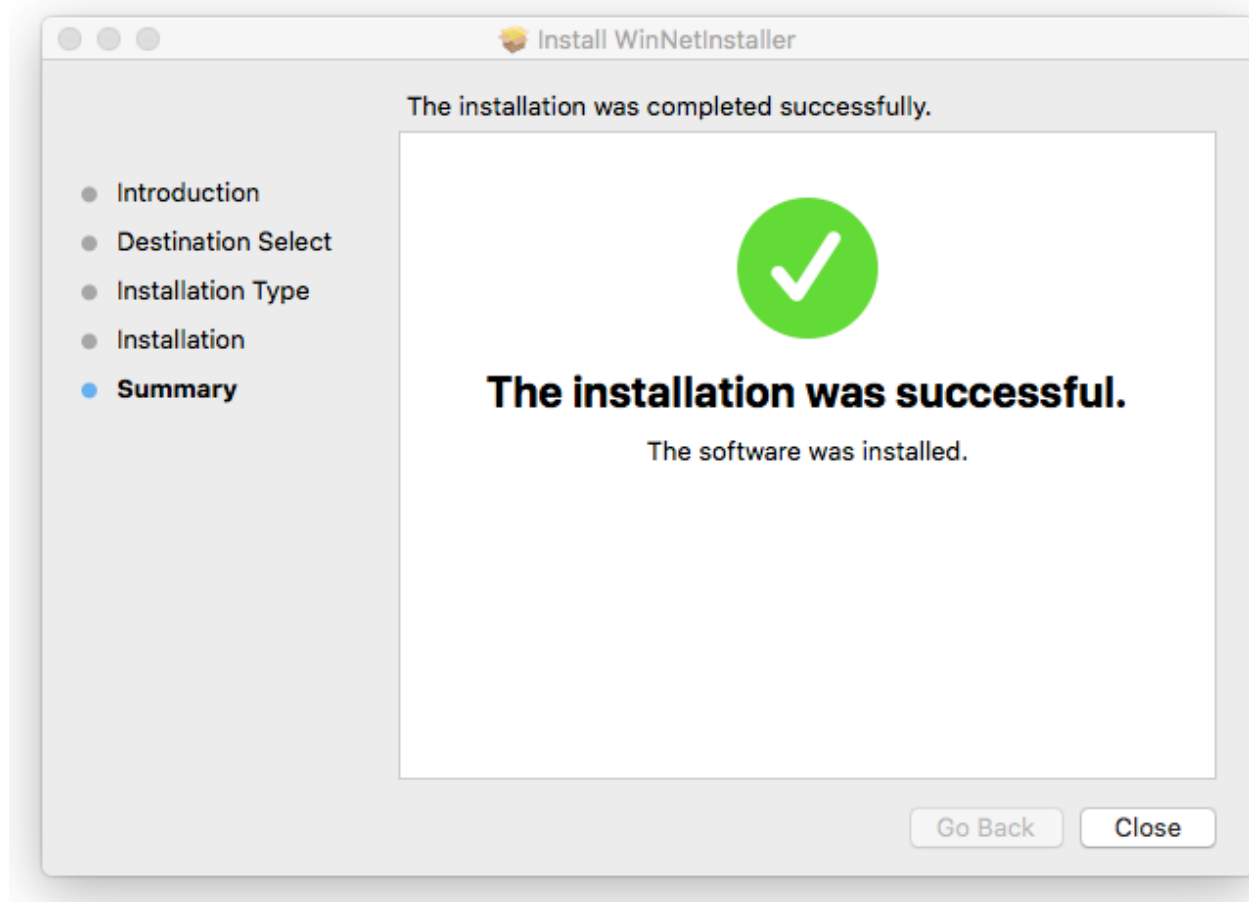 Install WinNetInstaller
The installation was completed successfully.
Introduction
Destination Select
Installation Type
Installation
Summary
The installation was successful.
The software was installed.
Go Back
Close